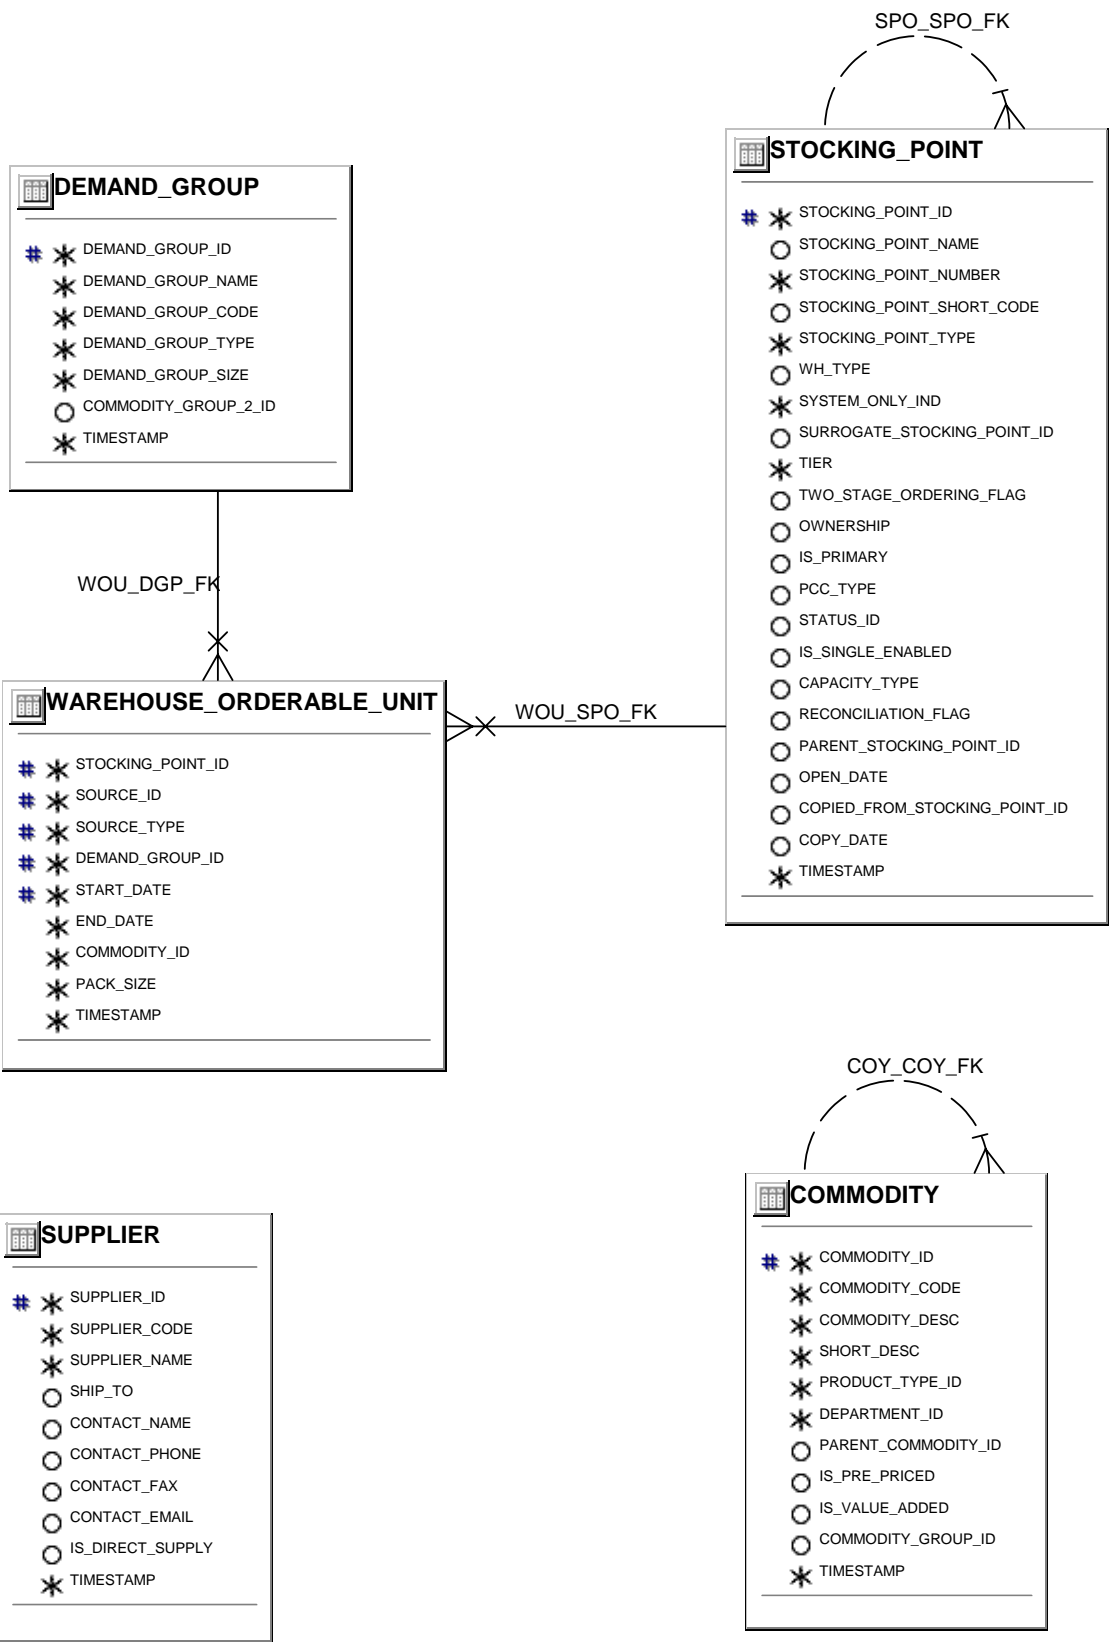 SPO_SPO_FK
STOCKING_POINT
# * STOCKING_POINT_ID
O STOCKING_POINT_NAME
* STOCKING_POINT_NUMBER
O STOCKING_POINT_SHORT_CODE
* STOCKING_POINT_TYPE
O WH_TYPE
* SYSTEM_ONLY_IND
O SURROGATE_STOCKING_POINT_ID
* TIER
O TWO_STAGE_ORDERING_FLAG
O OWNERSHIP
O IS_PRIMARY
O PCC_TYPE
O STATUS_ID
O IS_SINGLE_ENABLED
O CAPACITY_TYPE
O RECONCILIATION_FLAG
O PARENT_STOCKING_POINT_ID
O OPEN_DATE
O COPIED_FROM_STOCKING_POINT_ID
O COPY_DATE
* TIMESTAMP
DEMAND_GROUP
# * DEMAND_GROUP_ID
* DEMAND_GROUP_NAME
* DEMAND_GROUP_CODE
* DEMAND_GROUP_TYPE
* DEMAND_GROUP_SIZE
O COMMODITY_GROUP_2_ID
* TIMESTAMP
WOU_DGP_FK
WAREHOUSE_ORDERABLE_UNIT
# * STOCKING_POINT_ID
# * SOURCE_ID
# * SOURCE_TYPE
# * DEMAND_GROUP_ID
# * START_DATE
* END_DATE
* COMMODITY_ID
* PACK_SIZE
* TIMESTAMP
WOU_SPO_FK
COY_COY_FK
COMMODITY
# * COMMODITY_ID
* COMMODITY_CODE
* COMMODITY_DESC
* SHORT_DESC
* PRODUCT_TYPE_ID
* DEPARTMENT_ID
O PARENT_COMMODITY_ID
O IS_PRE_PRICED
O IS_VALUE_ADDED
O COMMODITY_GROUP_ID
* TIMESTAMP
SUPPLIER
# * SUPPLIER_ID
* SUPPLIER_CODE
* SUPPLIER_NAME
O SHIP_TO
O CONTACT_NAME
O CONTACT_PHONE
O CONTACT_FAX
O CONTACT_EMAIL
O IS_DIRECT_SUPPLY
* TIMESTAMP